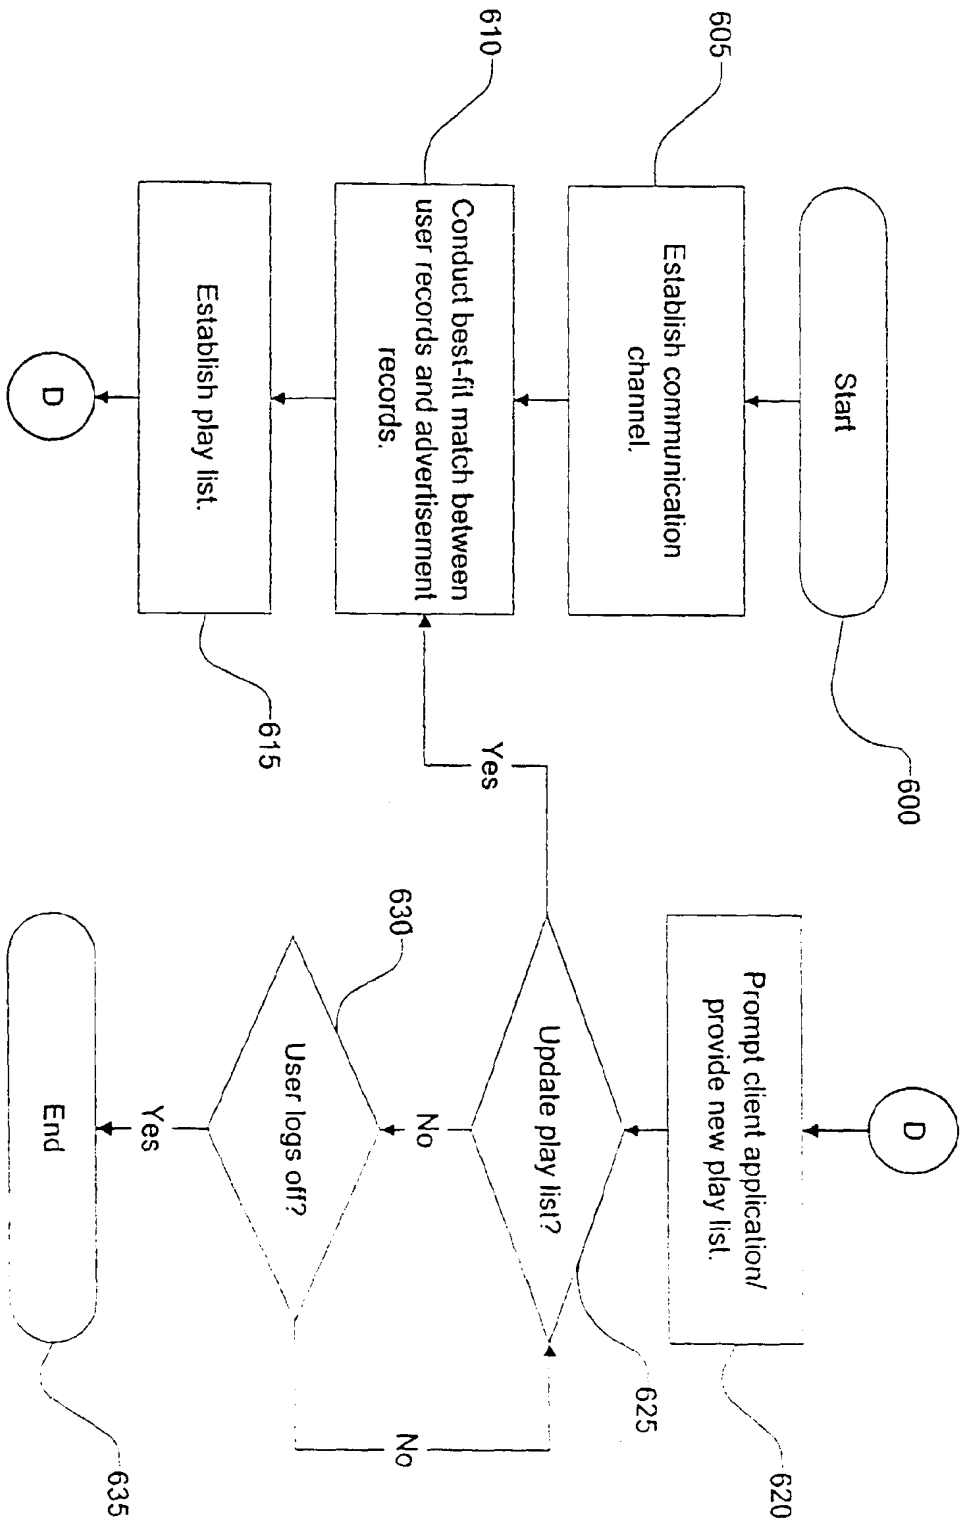 Start
600
605
Establish communication
channel.
610
Conduct best-fit match between
user records and advertisement
records.
Establish play list.
615
D
D
Prompt client application/
provide new play list.
620
Update play list?
625
Yes
No
630
User logs off?
No
Yes
End
635